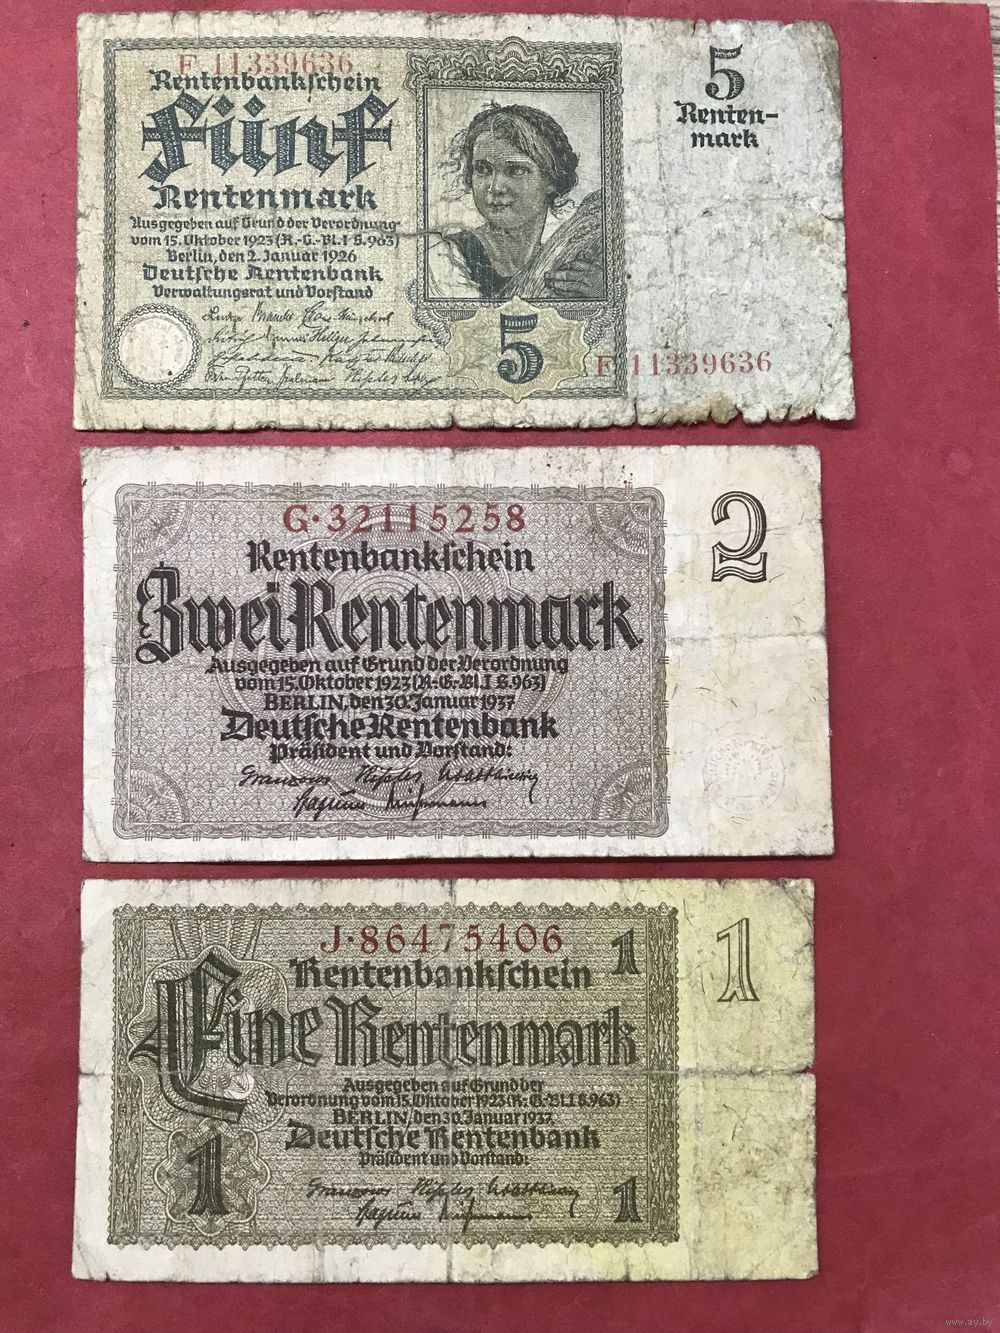 F 11339636
Rentenbankschein
Fünf
Rentenmark
Ausgegeben auf Grund der Verordnung
vom 15. Oktober 1923 (R.-G.-Bl. I S. 963)
Berlin, den 2. Januar 1926
Deutsche Rentenbank
Verwaltungsrat und Vorstand
5
F 11339636
5
Renten-
mark
G·32115258
Rentenbankschein
Zwei Rentenmark
Ausgegeben auf Grund der Verordnung
vom 15. Oktober 1923 (R.-G.-Bl. I S. 963)
BERLIN, den 30. Januar 1937
Deutsche Rentenbank
Präsident und Vorstand:
2
J·86475406
Rentenbankschein
1
Eine Rentenmark
Ausgegeben auf Grund der
Verordnung vom 15. Oktober 1923 (R.-G.-Bl. I S. 963)
BERLIN, den 30. Januar 1937
Deutsche Rentenbank
Präsident und Vorstand:
1
1
1
www.ay.by